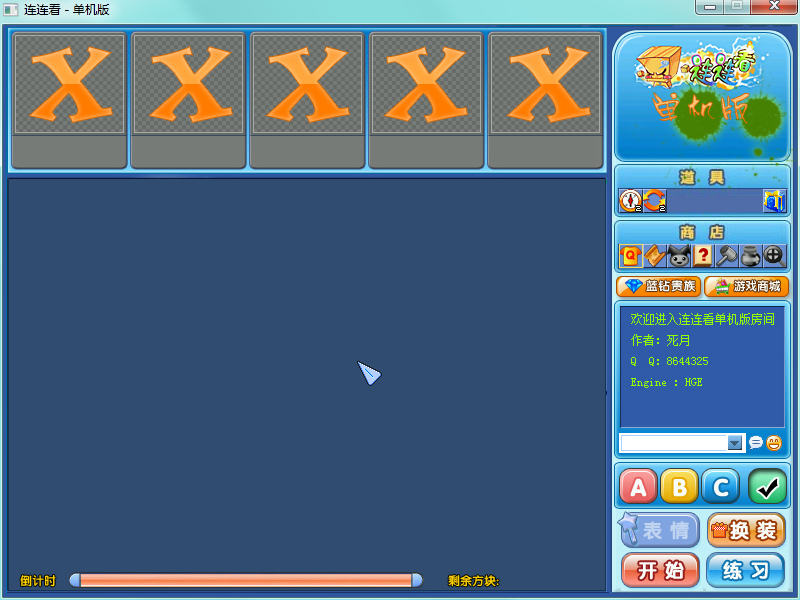 连连看 - 单机版
X X X X X
连连看
单机版
道 具
2 2
商 店
Q ?
蓝钻贵族 游戏商城
欢迎进入连连看单机版房间
作者：死月
Q Q：8644325
Engine : HGE
A B C
表 情 换 装
开 始 练 习
倒计时 剩余方块: